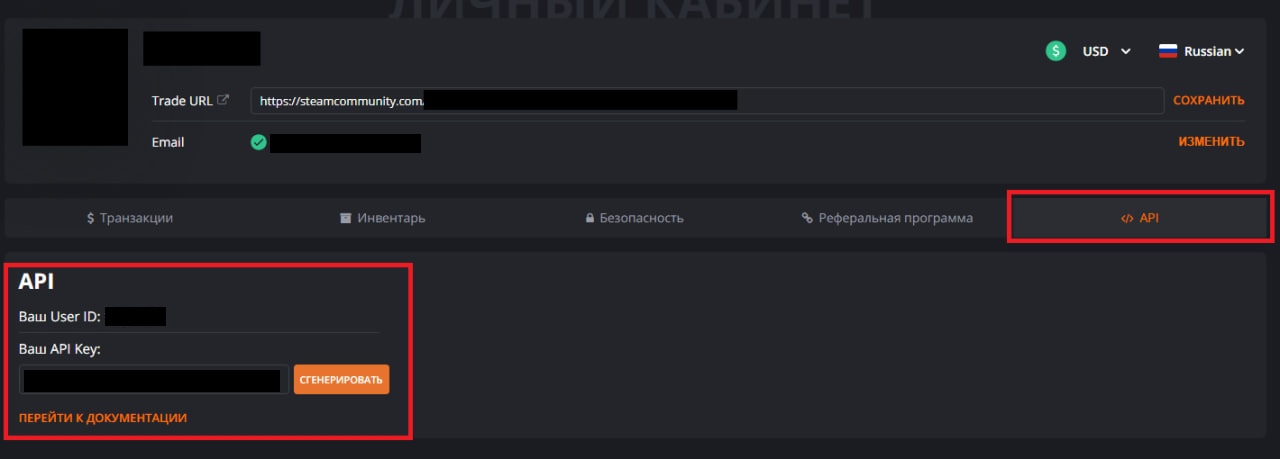 ЛИЧНЫЙ КАБИНЕТ
$ USD
Russian
Trade URL
https://steamcommunity.com/
СОХРАНИТЬ
Email
ИЗМЕНИТЬ
$ Транзакции
Инвентарь
Безопасность
Реферальная программа
</> API
API
Ваш User ID:
Ваш API Key:
СГЕНЕРИРОВАТЬ
ПЕРЕЙТИ К ДОКУМЕНТАЦИИ